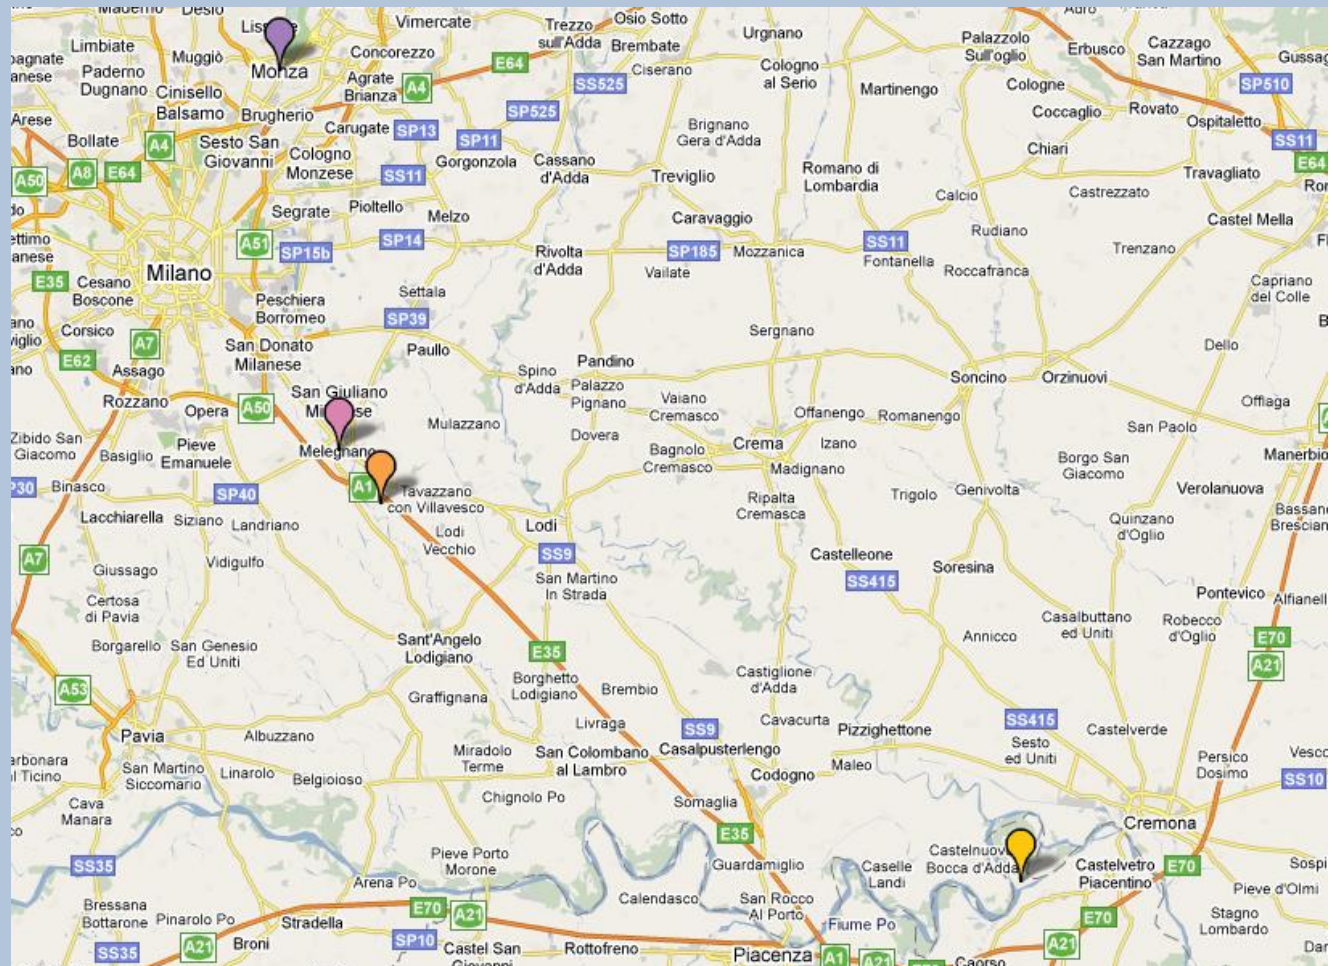 Desio
Vimercate
Trezzo
sull'Adda
Osio Sotto
Urgnano
Palazzolo
Sull'oglio
Adro
Erbusco
Cazzago
San Martino
Limbiate
Muggiò
Monza
Concorezzo
Brembate
Ciserano
Cologno
al Serio
Martinengo
Cologne
Coccaglio
Rovato
Ospitaletto
SP510
Paderno
Dugnano
Cinisello
Balsamo
Brugherio
Agrate
Brianza
A4
E64
SS525
SP525
Arese
Bollate
A4
Sesto San
Giovanni
Carugate
SP13
SP11
Brignano
Gera d'Adda
Chiari
SS11
E64
A50
A8
E64
Cologno
Monzese
SS11
Gorgonzola
Cassano
d'Adda
Treviglio
Romano di
Lombardia
Calcio
Castrezzato
Travagliato
Segrate
Pioltello
Melzo
Caravaggio
Rudiano
Castel Mella
A51
SP15b
SP14
Rivolta
d'Adda
SP185
Mozzanica
SS11
Fontanella
Roccafranca
Trenzano
Milano
Vailate
E35
Cesano
Boscone
Peschiera
Borromeo
Settala
Capriano
del Colle
Corsico
A7
SP39
Sergnano
Dello
E62
Assago
San Donato
Milanese
Paullo
Spino
d'Adda
Pandino
Palazzo
Pignano
Soncino
Orzinuovi
Rozzano
Opera
A50
San Giuliano
Mulazzano
Vaiano
Cremasco
Offanengo
Romanengo
Offlaga
Zibido San
Giacomo
Basiglio
Pieve
Emanuele
Melegnano
Dovera
Bagnolo
Cremasco
Crema
Izano
Madignano
San Paolo
Borgo San
Giacomo
Manerbio
Binasco
SP40
A1
Tavazzano
con Villavesco
Ripalta
Cremasca
Trigolo
Genivolta
Verolanuova
Lacchiarella
Siziano
Landriano
Lodi
Vecchio
Lodi
Quinzano
d'Oglio
A7
Vidigulfo
SS9
Castelleone
SS415
Soresina
Giussago
San Martino
In Strada
Pontevico
Certosa
di Pavia
Casalbuttano
ed Uniti
Robecco
d'Oglio
Borgarello
San Genesio
Ed Uniti
Sant'Angelo
Lodigiano
E35
Annicco
E70
A21
A53
Graffignana
Borghetto
Lodigiano
Brembio
Castiglione
d'Adda
Pavia
Albuzzano
Livraga
SS9
Cavacurta
Pizzighettone
SS415
Castelverde
San Martino
Siccomario
Linarolo
Belgioioso
Miradolo
Terme
San Colombano
al Lambro
Casalpusterlengo
Codogno
Maleo
Sesto
ed Uniti
Persico
Dosimo
SS10
Cava
Manara
Chignolo Po
Somaglia
E35
Cremona
SS35
Pieve Porto
Morone
Guardamiglio
Caselle
Landi
Bocca d'Adda
Castelvetro
Piacentino
E70
Arena Po
Calendasco
San Rocco
Al Porto
Fiume Po
Pieve d'Olmi
Bressana
Bottarone
Pinarolo Po
Stradella
E70
A21
E70
Stagno
Lombardo
SS35
A21
Broni
SP10
Castel San
Giovanni
Rottofreno
Piacenza
A1
A21
Caorso
A21